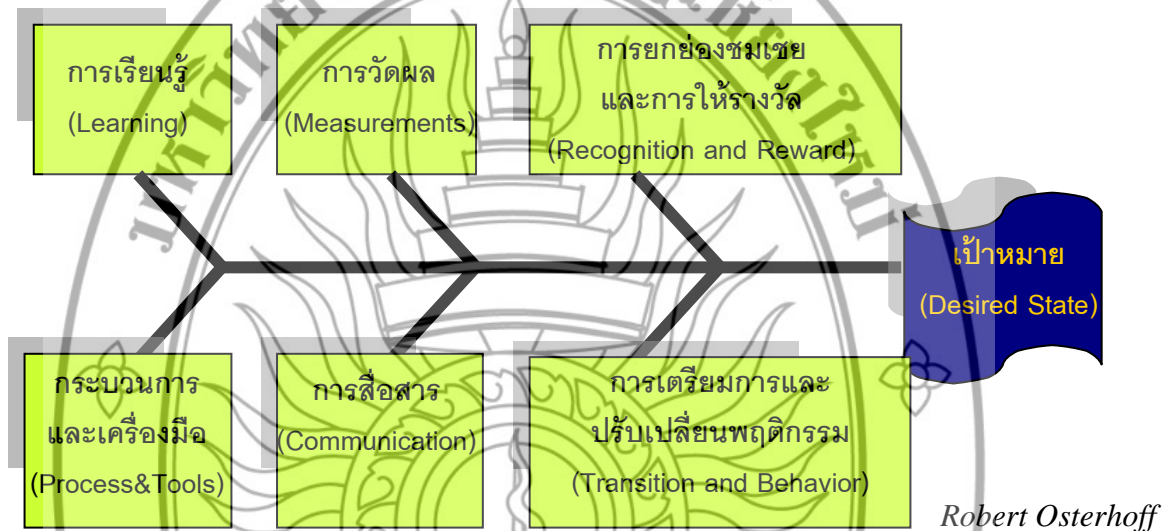 การเรียนรู้
(Learning)
การวัดผล
(Measurements)
การยกย่องชมเชย
และการให้รางวัล
(Recognition and Reward)
เป้าหมาย
(Desired State)
กระบวนการ
และเครื่องมือ
(Process&Tools)
การสื่อสาร
(Communication)
การเตรียมการและ
ปรับเปลี่ยนพฤติกรรม
(Transition and Behavior)
Robert Osterhoff